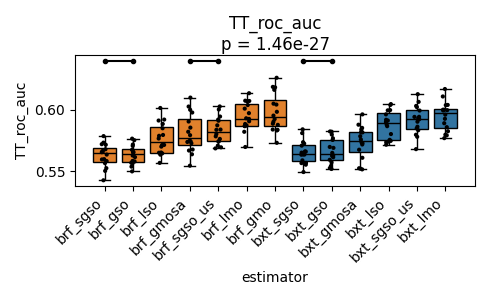 TT_roc_auc
p = 1.46e-27
TT_roc_auc
0.60
0.55
brf_sgso
brf_gso
brf_lso
brf_gmosa
brf_sgso_us
brf_lmo
brf_gmo
bxt_sgso
bxt_gso
bxt_gmosa
bxt_lso
bxt_sgso_us
bxt_lmo
estimator